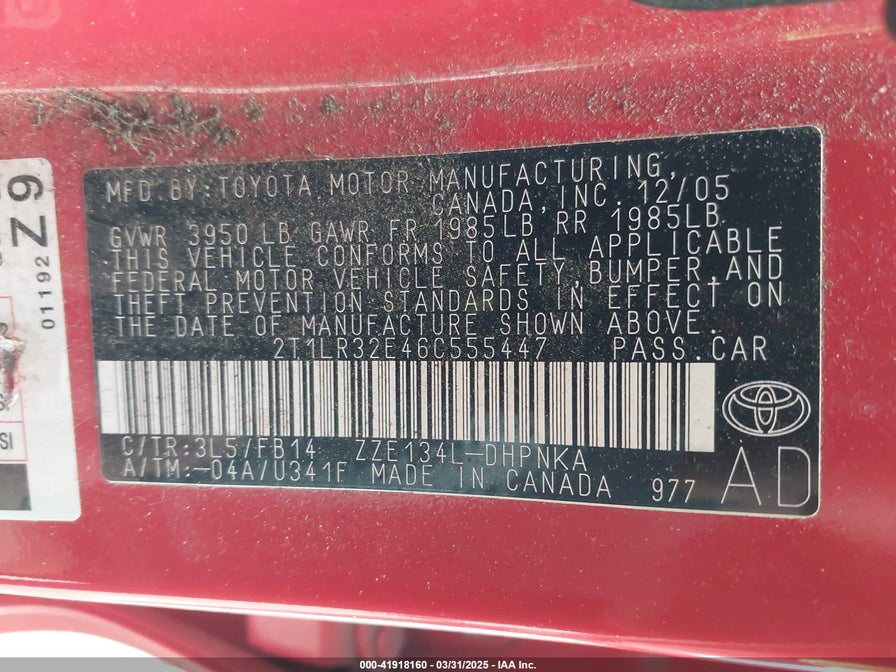 MFD.BY:TOYOTA MOTOR MANUFACTURING,
CANADA,INC. 12/05
GVWR 3950 LB GAWR FR 1985LB RR 1985LB
THIS VEHICLE CONFORMS TO ALL APPLICABLE
FEDERAL MOTOR VEHICLE SAFETY,BUMPER,AND
THEFT PREVENTION STANDARDS IN EFFECT ON
THE DATE OF MANUFACTURE SHOWN ABOVE.
2T1LR32E46C555447 PASS.CAR
C/TR:3L5/FB14 ZZE134L-DHPNKA
A/TM:-04A/U341F MADE IN CANADA 977 AD
Z9
01192
SI
000-41918160 - 03/31/2025 - IAA Inc.